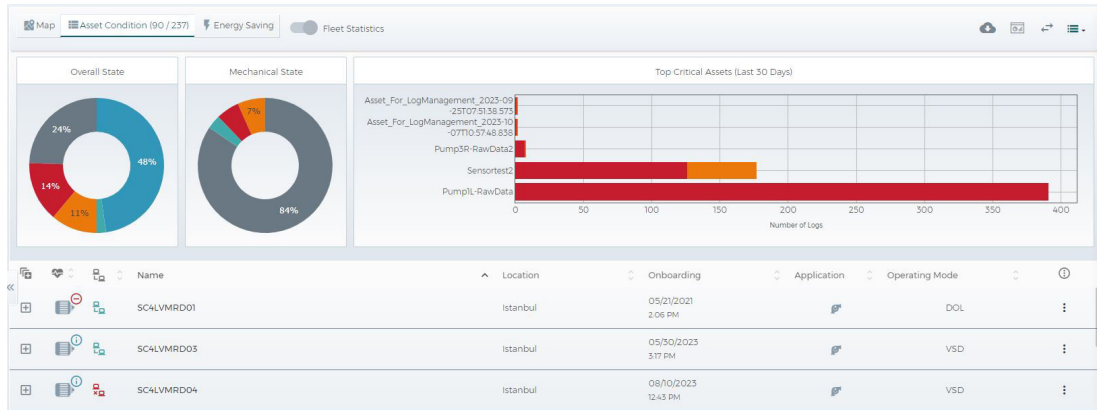 Map Asset Condition (90 / 237) Energy Saving Fleet Statistics
Overall State
Mechanical State
Top Critical Assets (Last 30 Days)
24%
48%
14%
11%
7%
84%
Asset_For_LogManagement_2023-09
-25T07:51:38.573
Asset_For_LogManagement_2023-10
-07T10:57:48.838
Pump3R-RawData2
Sensortest2
Pump1L-RawData
0 50 100 150 200 250 300 350 400
Number of Logs
Name Location Onboarding Application Operating Mode
SC4LVMRD01 Istanbul 05/21/2021 DOL
2:06 PM
SC4LVMRD03 Istanbul 05/30/2023 VSD
3:17 PM
SC4LVMRD04 Istanbul 08/10/2023 VSD
12:43 PM